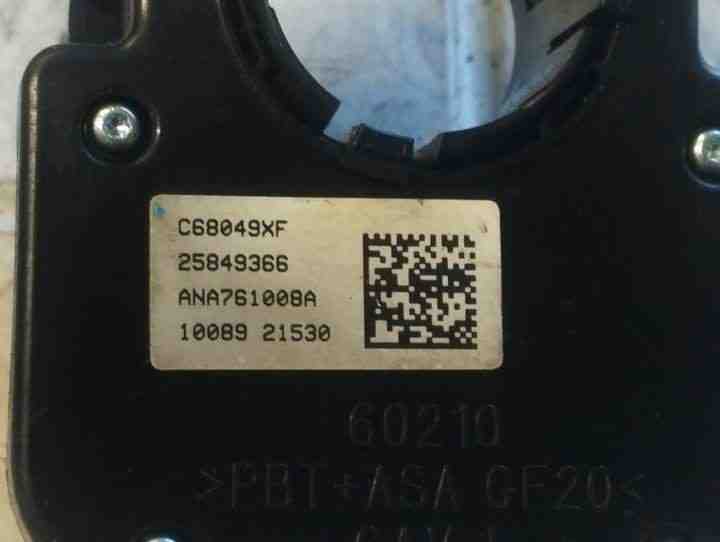 C68049XF
25849366
ANA761008A
10089 21530
60210
>PBT+ASA GF20<